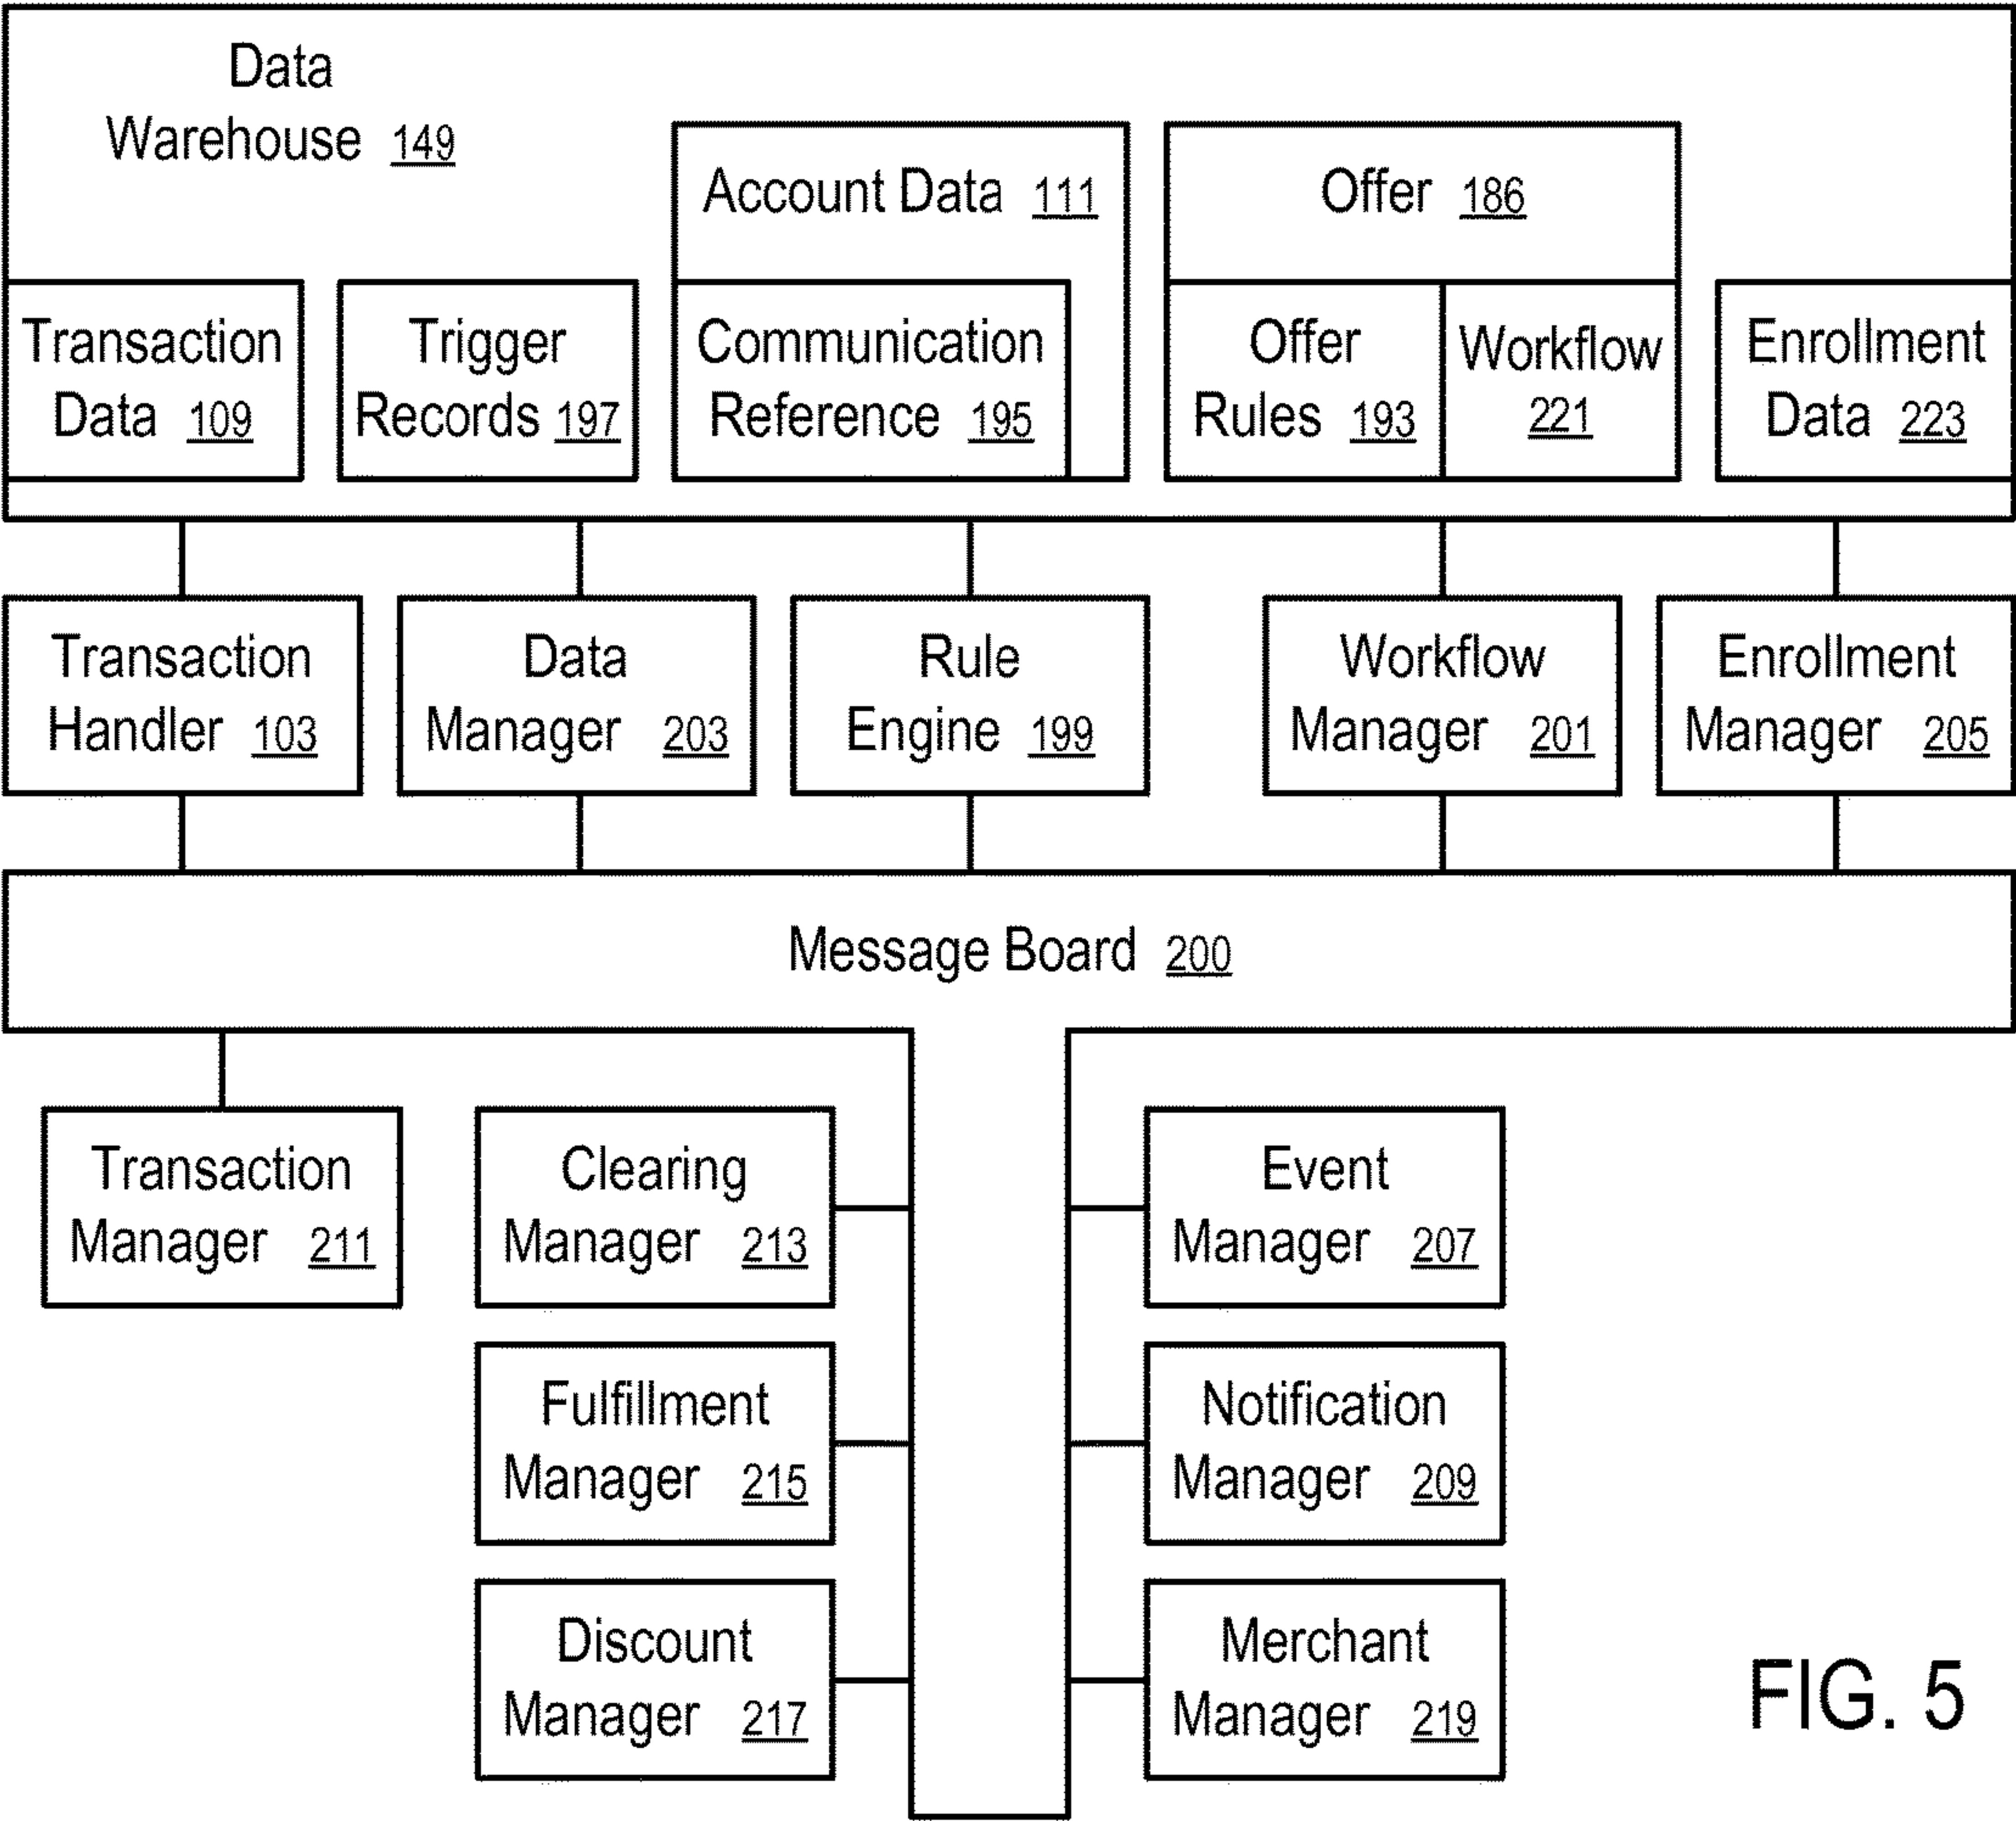 Data
Warehouse 149
Account Data 111
Offer 186
Transaction
Data 109
Trigger
Records 197
Communication
Reference 195
Offer
Rules 193
Workflow
221
Enrollment
Data 223
Transaction
Handler 103
Data
Manager 203
Rule
Engine 199
Workflow
Manager 201
Enrollment
Manager 205
Message Board 200
Transaction
Manager 211
Clearing
Manager 213
Event
Manager 207
Fulfillment
Manager 215
Notification
Manager 209
Discount
Manager 217
Merchant
Manager 219
FIG. 5